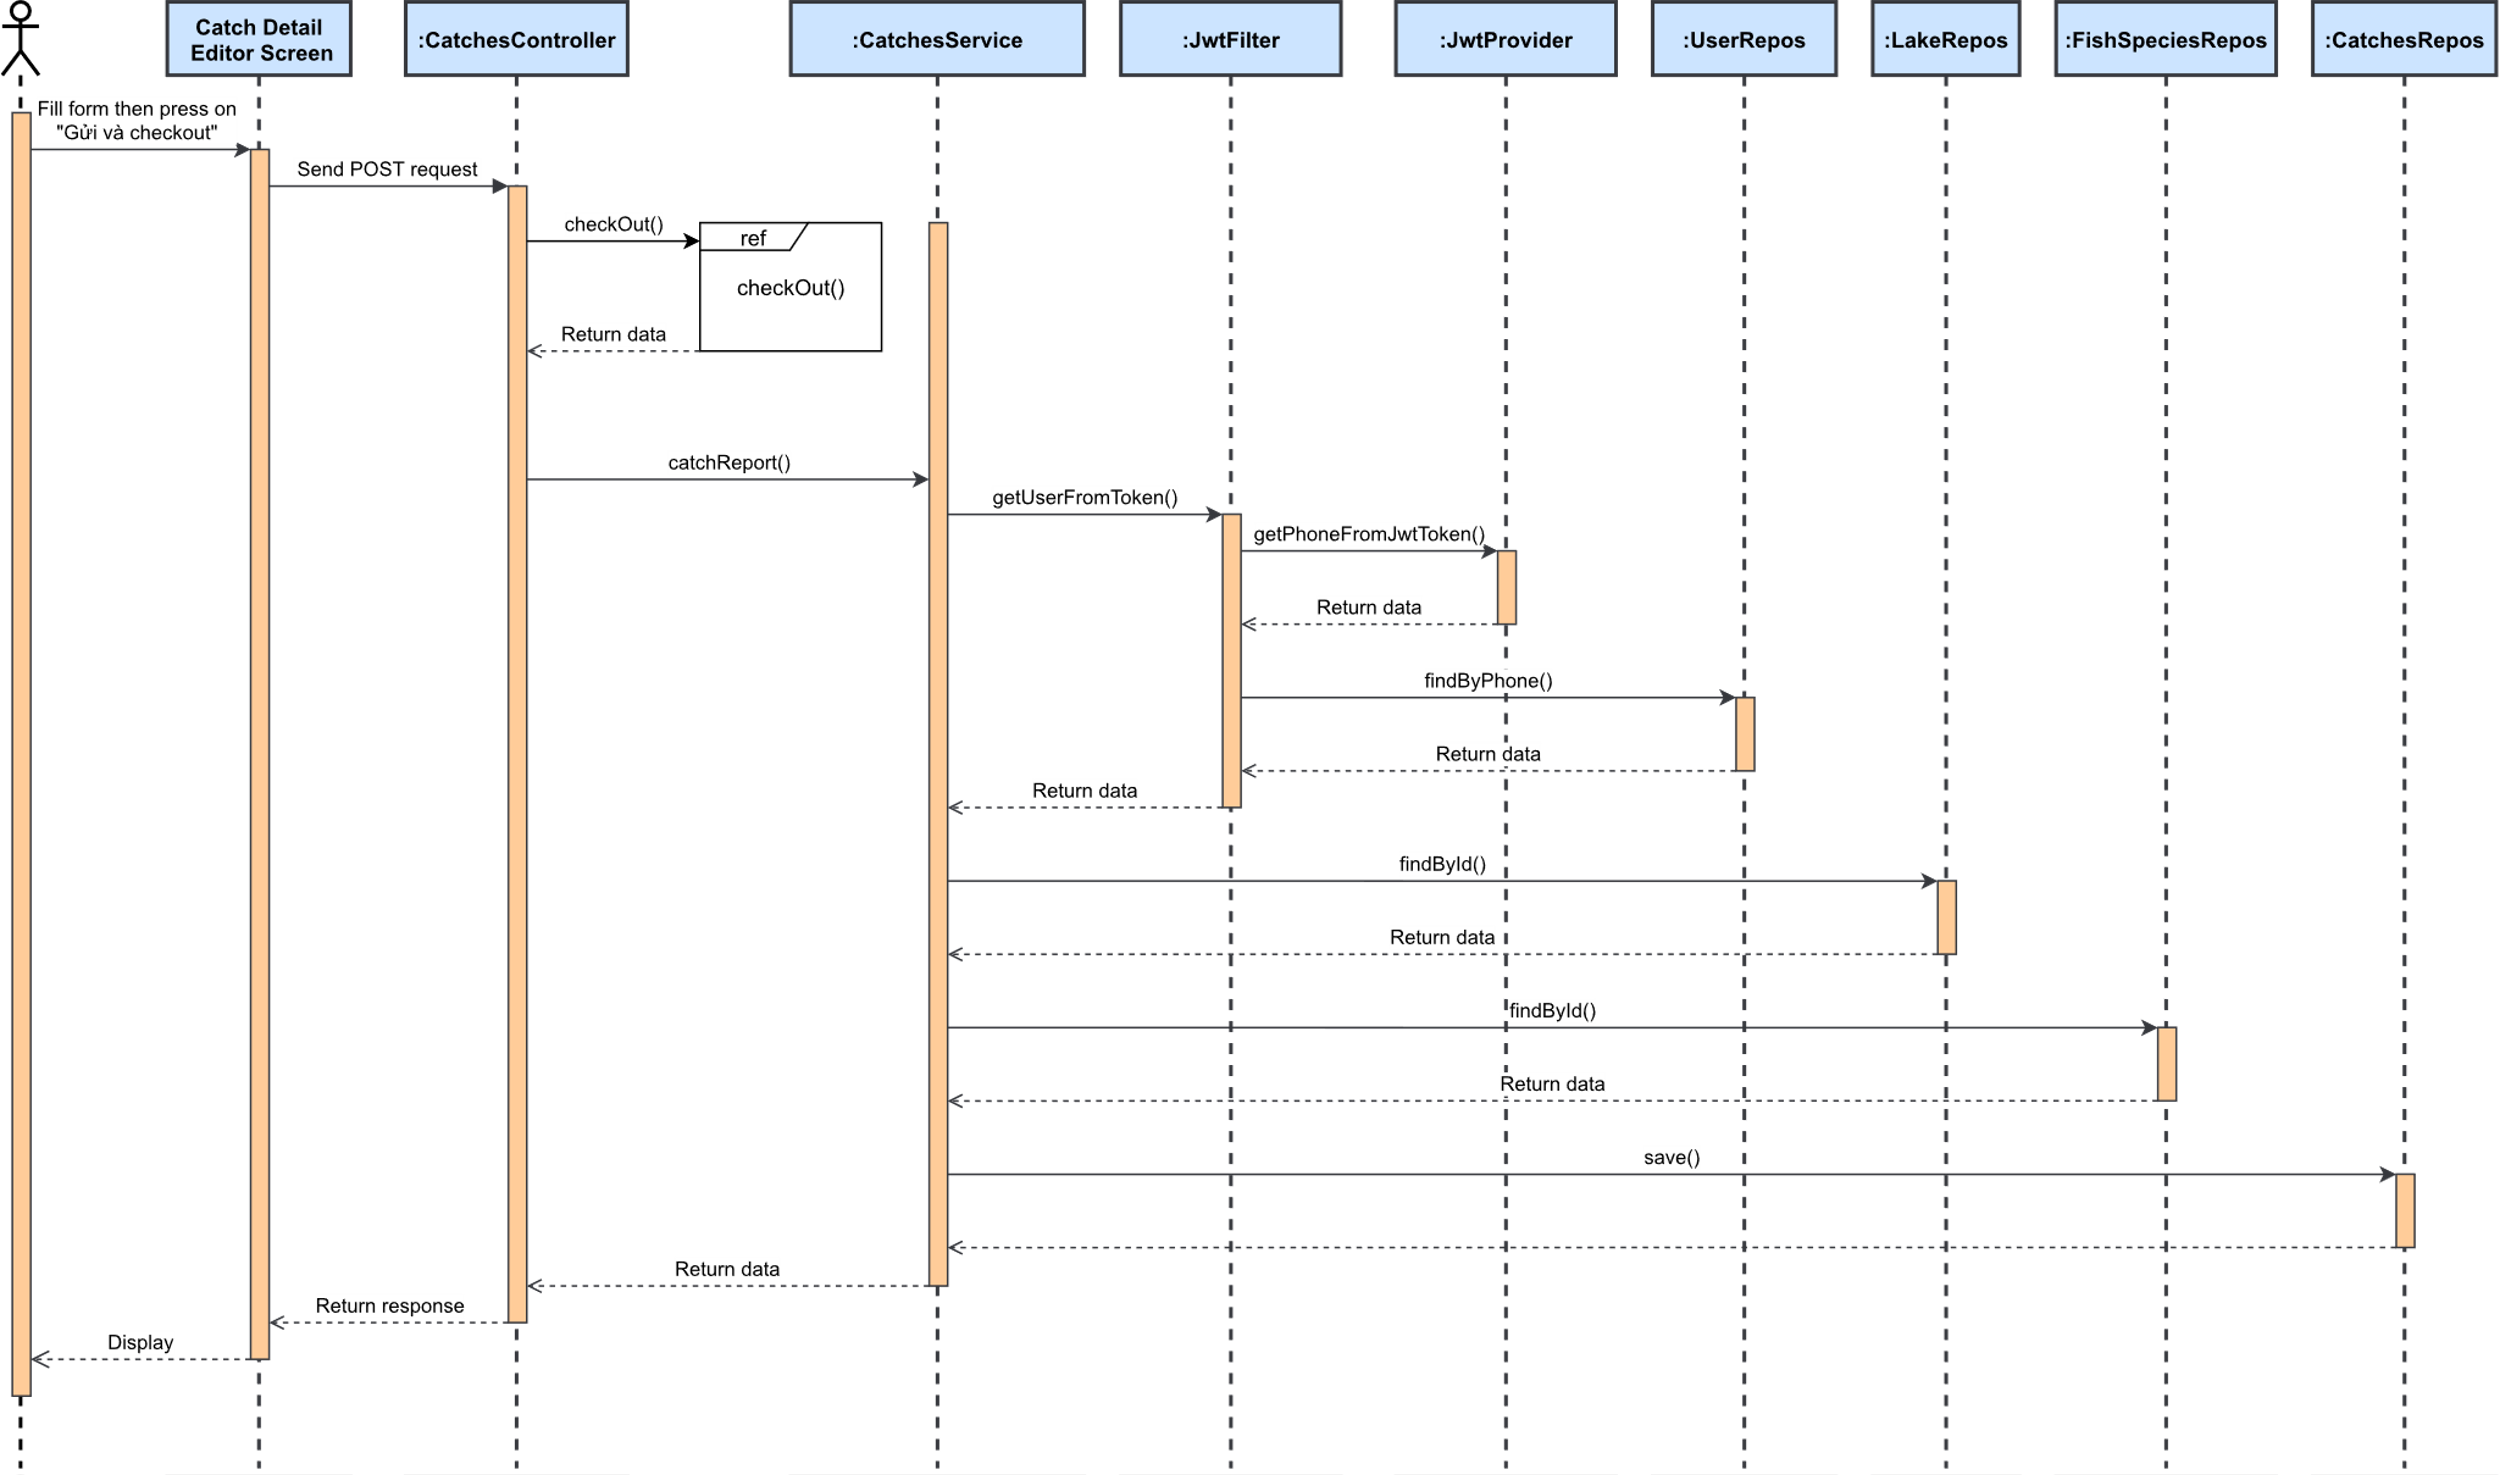 Catch Detail
Editor Screen
:CatchesController
:CatchesService
:JwtFilter
:JwtProvider
:UserRepos
:LakeRepos
:FishSpeciesRepos
:CatchesRepos
Fill form then press on
"Gửi và checkout"
Send POST request
checkOut()
ref
checkOut()
Return data
catchReport()
getUserFromToken()
getPhoneFromJwtToken()
Return data
findByPhone()
Return data
Return data
findById()
Return data
findById()
Return data
save()
Return data
Return response
Display